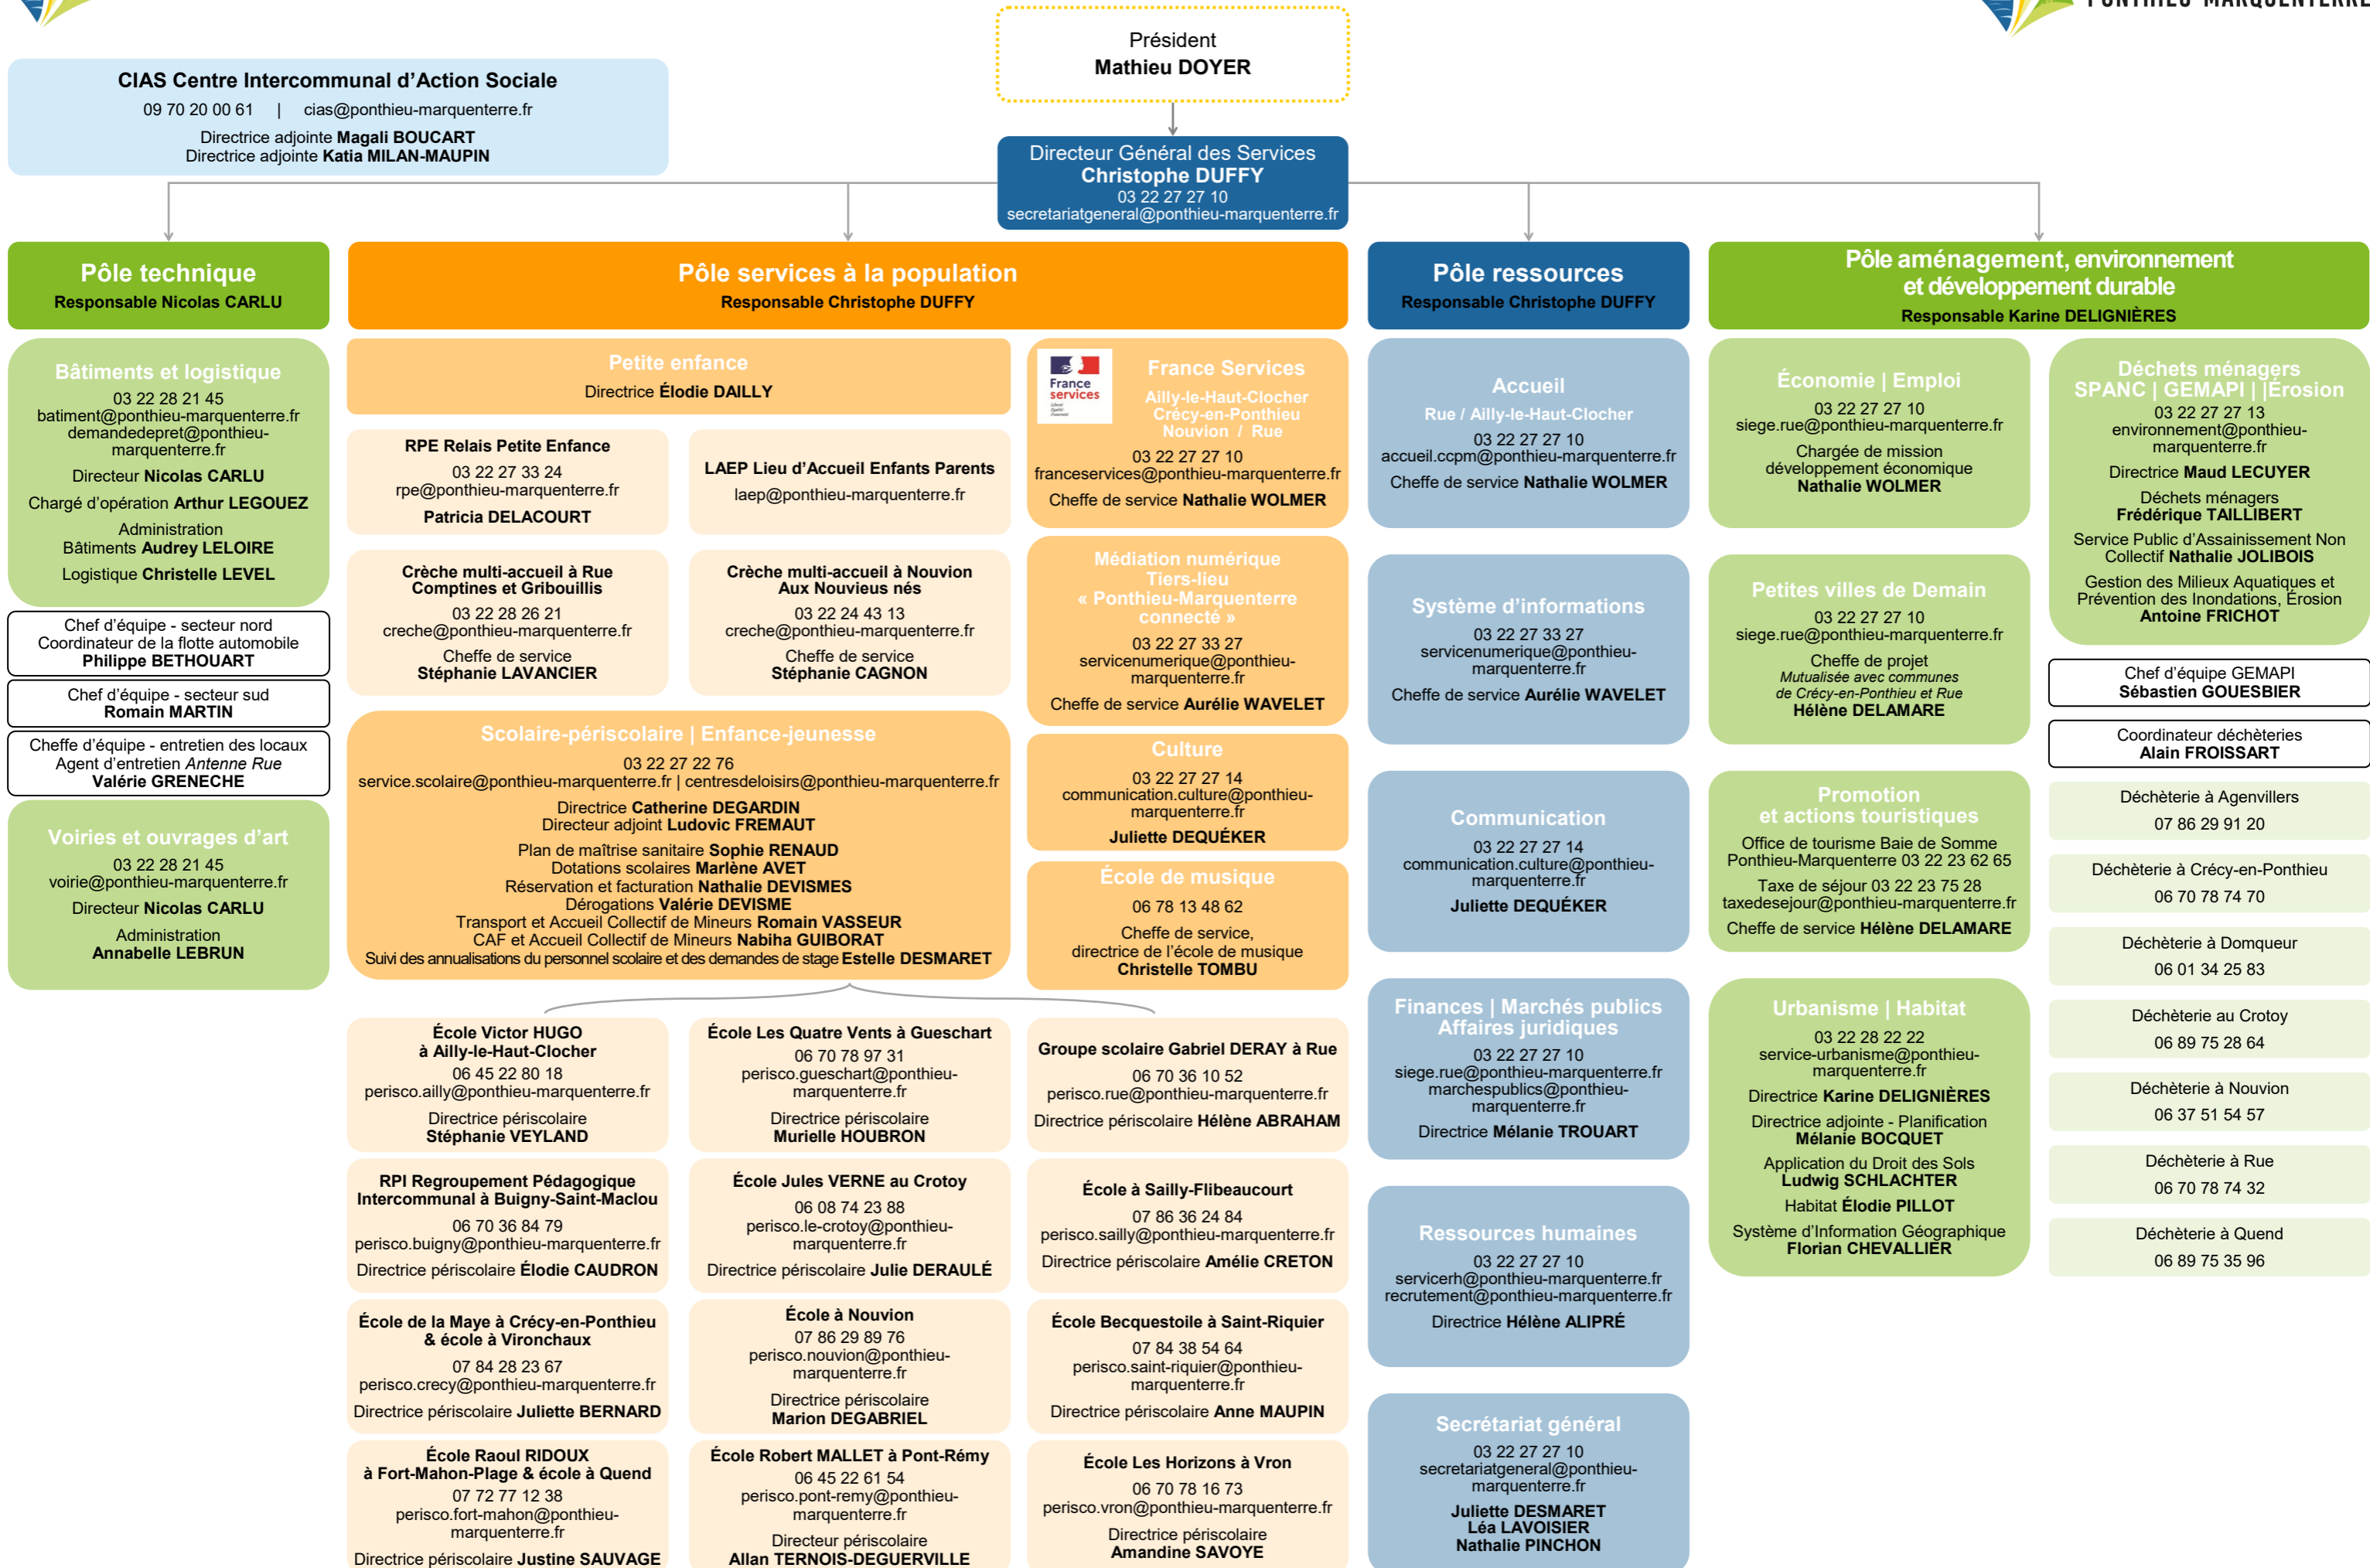 PONTHIEU-MARQUENTERRE
Président
Mathieu DOYER
CIAS Centre Intercommunal d’Action Sociale
09 70 20 00 61 | cias@ponthieu-marquenterre.fr
Directrice adjointe Magali BOUCART
Directrice adjointe Katia MILAN-MAUPIN
Directeur Général des Services
Christophe DUFFY
03 22 27 27 10
secretariatgeneral@ponthieu-marquenterre.fr
Pôle technique
Responsable Nicolas CARLU
Bâtiments et logistique
03 22 28 21 45
batiment@ponthieu-marquenterre.fr
demandedepret@ponthieu-
marquenterre.fr
Directeur Nicolas CARLU
Chargé d’opération Arthur LEGOUEZ
Administration
Bâtiments Audrey LELOIRE
Logistique Christelle LEVEL
Chef d’équipe - secteur nord
Coordinateur de la flotte automobile
Philippe BETHOUART
Chef d’équipe - secteur sud
Romain MARTIN
Cheffe d’équipe - entretien des locaux
Agent d’entretien Antenne Rue
Valérie GRENECHE
Voiries et ouvrages d’art
03 22 28 21 45
voirie@ponthieu-marquenterre.fr
Directeur Nicolas CARLU
Administration
Annabelle LEBRUN
Pôle services à la population
Responsable Christophe DUFFY
Petite enfance
Directrice Élodie DAILLY
RPE Relais Petite Enfance
03 22 27 33 24
rpe@ponthieu-marquenterre.fr
Patricia DELACOURT
LAEP Lieu d’Accueil Enfants Parents
laep@ponthieu-marquenterre.fr
Crèche multi-accueil à Rue
Comptines et Gribouillis
03 22 28 26 21
creche@ponthieu-marquenterre.fr
Cheffe de service
Stéphanie LAVANCIER
Crèche multi-accueil à Nouvion
Aux Nouvieus nés
03 22 24 43 13
creche@ponthieu-marquenterre.fr
Cheffe de service
Stéphanie CAGNON
Scolaire-périscolaire | Enfance-jeunesse
03 22 27 22 76
service.scolaire@ponthieu-marquenterre.fr | centresdeloisirs@ponthieu-marquenterre.fr
Directrice Catherine DEGARDIN
Directeur adjoint Ludovic FREMAUT
Plan de maîtrise sanitaire Sophie RENAUD
Dotations scolaires Marlène AVET
Réservation et facturation Nathalie DEVISMES
Dérogations Valérie DEVISME
Transport et Accueil Collectif de Mineurs Romain VASSEUR
CAF et Accueil Collectif de Mineurs Nabiha GUIBORAT
Suivi des annualisations du personnel scolaire et des demandes de stage Estelle DESMARET
France
services
Liberté
Égalité
Fraternité
France Services
Ailly-le-Haut-Clocher
Crécy-en-Ponthieu
Nouvion / Rue
03 22 27 27 10
franceservices@ponthieu-marquenterre.fr
Cheffe de service Nathalie WOLMER
Médiation numérique
Tiers-lieu
« Ponthieu-Marquenterre
connecté »
03 22 27 33 27
servicenumerique@ponthieu-
marquenterre.fr
Cheffe de service Aurélie WAVELET
Culture
03 22 27 27 14
communication.culture@ponthieu-
marquenterre.fr
Juliette DEQUÉKER
École de musique
06 78 13 48 62
Cheffe de service,
directrice de l’école de musique
Christelle TOMBU
École Victor HUGO
à Ailly-le-Haut-Clocher
06 45 22 80 18
perisco.ailly@ponthieu-marquenterre.fr
Directrice périscolaire
Stéphanie VEYLAND
École Les Quatre Vents à Gueschart
06 70 78 97 31
perisco.gueschart@ponthieu-
marquenterre.fr
Directrice périscolaire
Murielle HOUBRON
Groupe scolaire Gabriel DERAY à Rue
06 70 36 10 52
perisco.rue@ponthieu-marquenterre.fr
Directrice périscolaire Hélène ABRAHAM
RPI Regroupement Pédagogique
Intercommunal à Buigny-Saint-Maclou
06 70 36 84 79
perisco.buigny@ponthieu-marquenterre.fr
Directrice périscolaire Élodie CAUDRON
École Jules VERNE au Crotoy
06 08 74 23 88
perisco.le-crotoy@ponthieu-
marquenterre.fr
Directrice périscolaire Julie DERAULÉ
École à Sailly-Flibeaucourt
07 86 36 24 84
perisco.sailly@ponthieu-marquenterre.fr
Directrice périscolaire Amélie CRETON
École de la Maye à Crécy-en-Ponthieu
& école à Vironchaux
07 84 28 23 67
perisco.crecy@ponthieu-marquenterre.fr
Directrice périscolaire Juliette BERNARD
École à Nouvion
07 86 29 89 76
perisco.nouvion@ponthieu-
marquenterre.fr
Directrice périscolaire
Marion DEGABRIEL
École Becquestoile à Saint-Riquier
07 84 38 54 64
perisco.saint-riquier@ponthieu-
marquenterre.fr
Directrice périscolaire Anne MAUPIN
École Raoul RIDOUX
à Fort-Mahon-Plage & école à Quend
07 72 77 12 38
perisco.fort-mahon@ponthieu-
marquenterre.fr
Directrice périscolaire Justine SAUVAGE
École Robert MALLET à Pont-Rémy
06 45 22 61 54
perisco.pont-remy@ponthieu-
marquenterre.fr
Directeur périscolaire
Allan TERNOIS-DEGUERVILLE
École Les Horizons à Vron
06 70 78 16 73
perisco.vron@ponthieu-marquenterre.fr
Directrice périscolaire
Amandine SAVOYE
Pôle ressources
Responsable Christophe DUFFY
Accueil
Rue / Ailly-le-Haut-Clocher
03 22 27 27 10
accueil.ccpm@ponthieu-marquenterre.fr
Cheffe de service Nathalie WOLMER
Système d’informations
03 22 27 33 27
servicenumerique@ponthieu-
marquenterre.fr
Cheffe de service Aurélie WAVELET
Communication
03 22 27 27 14
communication.culture@ponthieu-
marquenterre.fr
Juliette DEQUÉKER
Finances | Marchés publics
Affaires juridiques
03 22 27 27 10
siege.rue@ponthieu-marquenterre.fr
marchespublics@ponthieu-
marquenterre.fr
Directrice Mélanie TROUART
Ressources humaines
03 22 27 27 10
servicerh@ponthieu-marquenterre.fr
recrutement@ponthieu-marquenterre.fr
Directrice Hélène ALIPRÉ
Secrétariat général
03 22 27 27 10
secretariatgeneral@ponthieu-
marquenterre.fr
Juliette DESMARET
Léa LAVOISIER
Nathalie PINCHON
Pôle aménagement, environnement
et développement durable
Responsable Karine DELIGNIÈRES
Économie | Emploi
03 22 27 27 10
siege.rue@ponthieu-marquenterre.fr
Chargée de mission
développement économique
Nathalie WOLMER
Petites villes de Demain
03 22 27 27 10
siege.rue@ponthieu-marquenterre.fr
Cheffe de projet
Mutualisée avec communes
de Crécy-en-Ponthieu et Rue
Hélène DELAMARE
Promotion
et actions touristiques
Office de tourisme Baie de Somme
Ponthieu-Marquenterre 03 22 23 62 65
Taxe de séjour 03 22 23 75 28
taxedesejour@ponthieu-marquenterre.fr
Cheffe de service Hélène DELAMARE
Urbanisme | Habitat
03 22 28 22 22
service-urbanisme@ponthieu-
marquenterre.fr
Directrice Karine DELIGNIÈRES
Directrice adjointe - Planification
Mélanie BOCQUET
Application du Droit des Sols
Ludwig SCHLACHTER
Habitat Élodie PILLOT
Système d’Information Géographique
Florian CHEVALLIER
Déchets ménagers
SPANC | GEMAPI | |Érosion
03 22 27 27 13
environnement@ponthieu-
marquenterre.fr
Directrice Maud LECUYER
Déchets ménagers
Frédérique TAILLIBERT
Service Public d’Assainissement Non
Collectif Nathalie JOLIBOIS
Gestion des Milieux Aquatiques et
Prévention des Inondations, Érosion
Antoine FRICHOT
Chef d’équipe GEMAPI
Sébastien GOUESBIER
Coordinateur déchèteries
Alain FROISSART
Déchèterie à Agenvillers
07 86 29 91 20
Déchèterie à Crécy-en-Ponthieu
06 70 78 74 70
Déchèterie à Domqueur
06 01 34 25 83
Déchèterie au Crotoy
06 89 75 28 64
Déchèterie à Nouvion
06 37 51 54 57
Déchèterie à Rue
06 70 78 74 32
Déchèterie à Quend
06 89 75 35 96